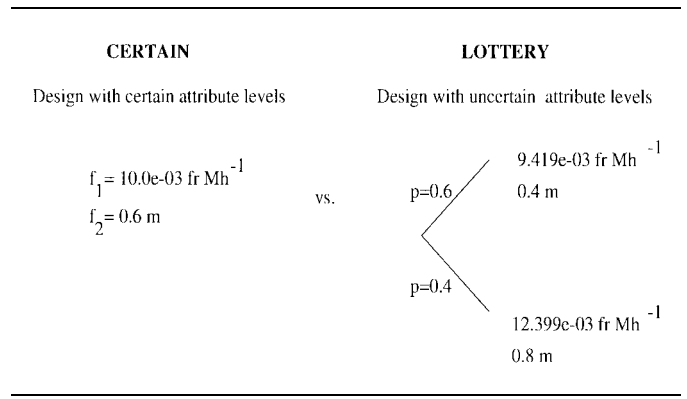 CERTAIN
Design with certain attribute levels
f1 = 10.0e-03 fr Mh-1
f2 = 0.6 m
vs.
LOTTERY
Design with uncertain attribute levels
p=0.6
9.419e-03 fr Mh-1
0.4 m
p=0.4
12.399e-03 fr Mh-1
0.8 m